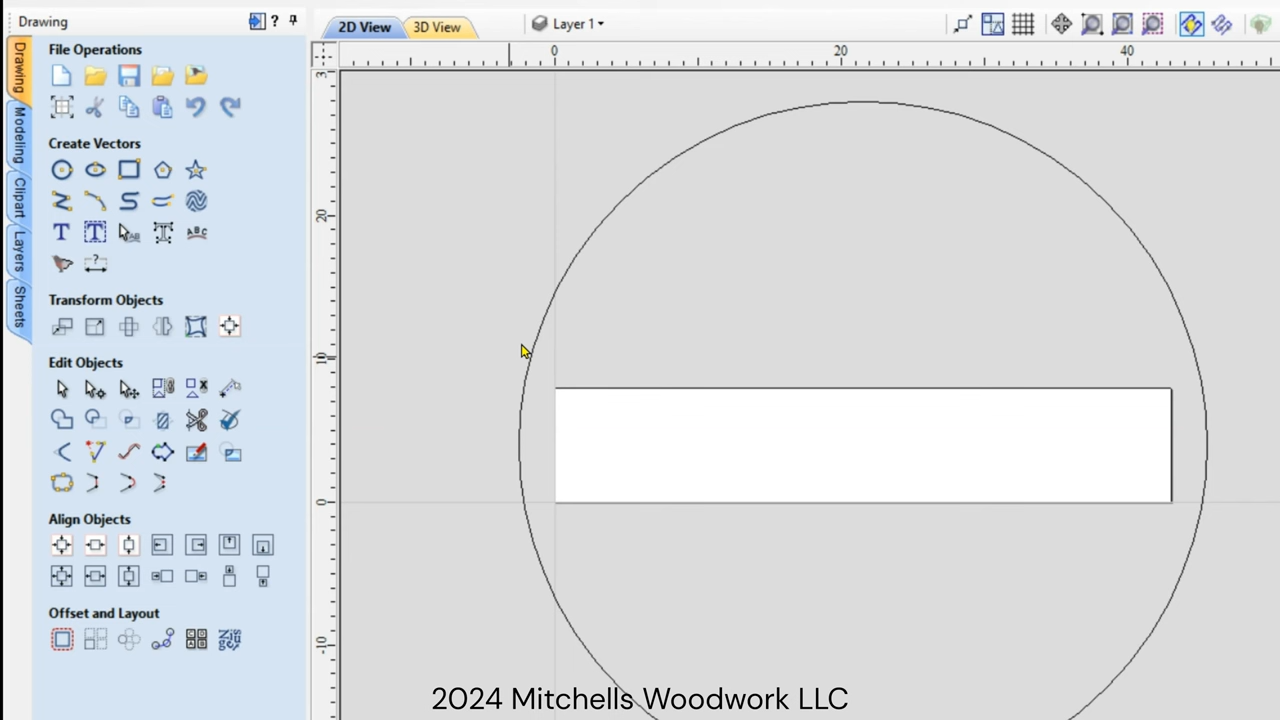 Drawing
?
2D View
3D View
Layer 1
Drawing
Modeling
Clipart
Layers
Sheets
File Operations
Create Vectors
Transform Objects
Edit Objects
Align Objects
Offset and Layout
0
20
40
20
10
0
-10
2024 Mitchells Woodwork LLC